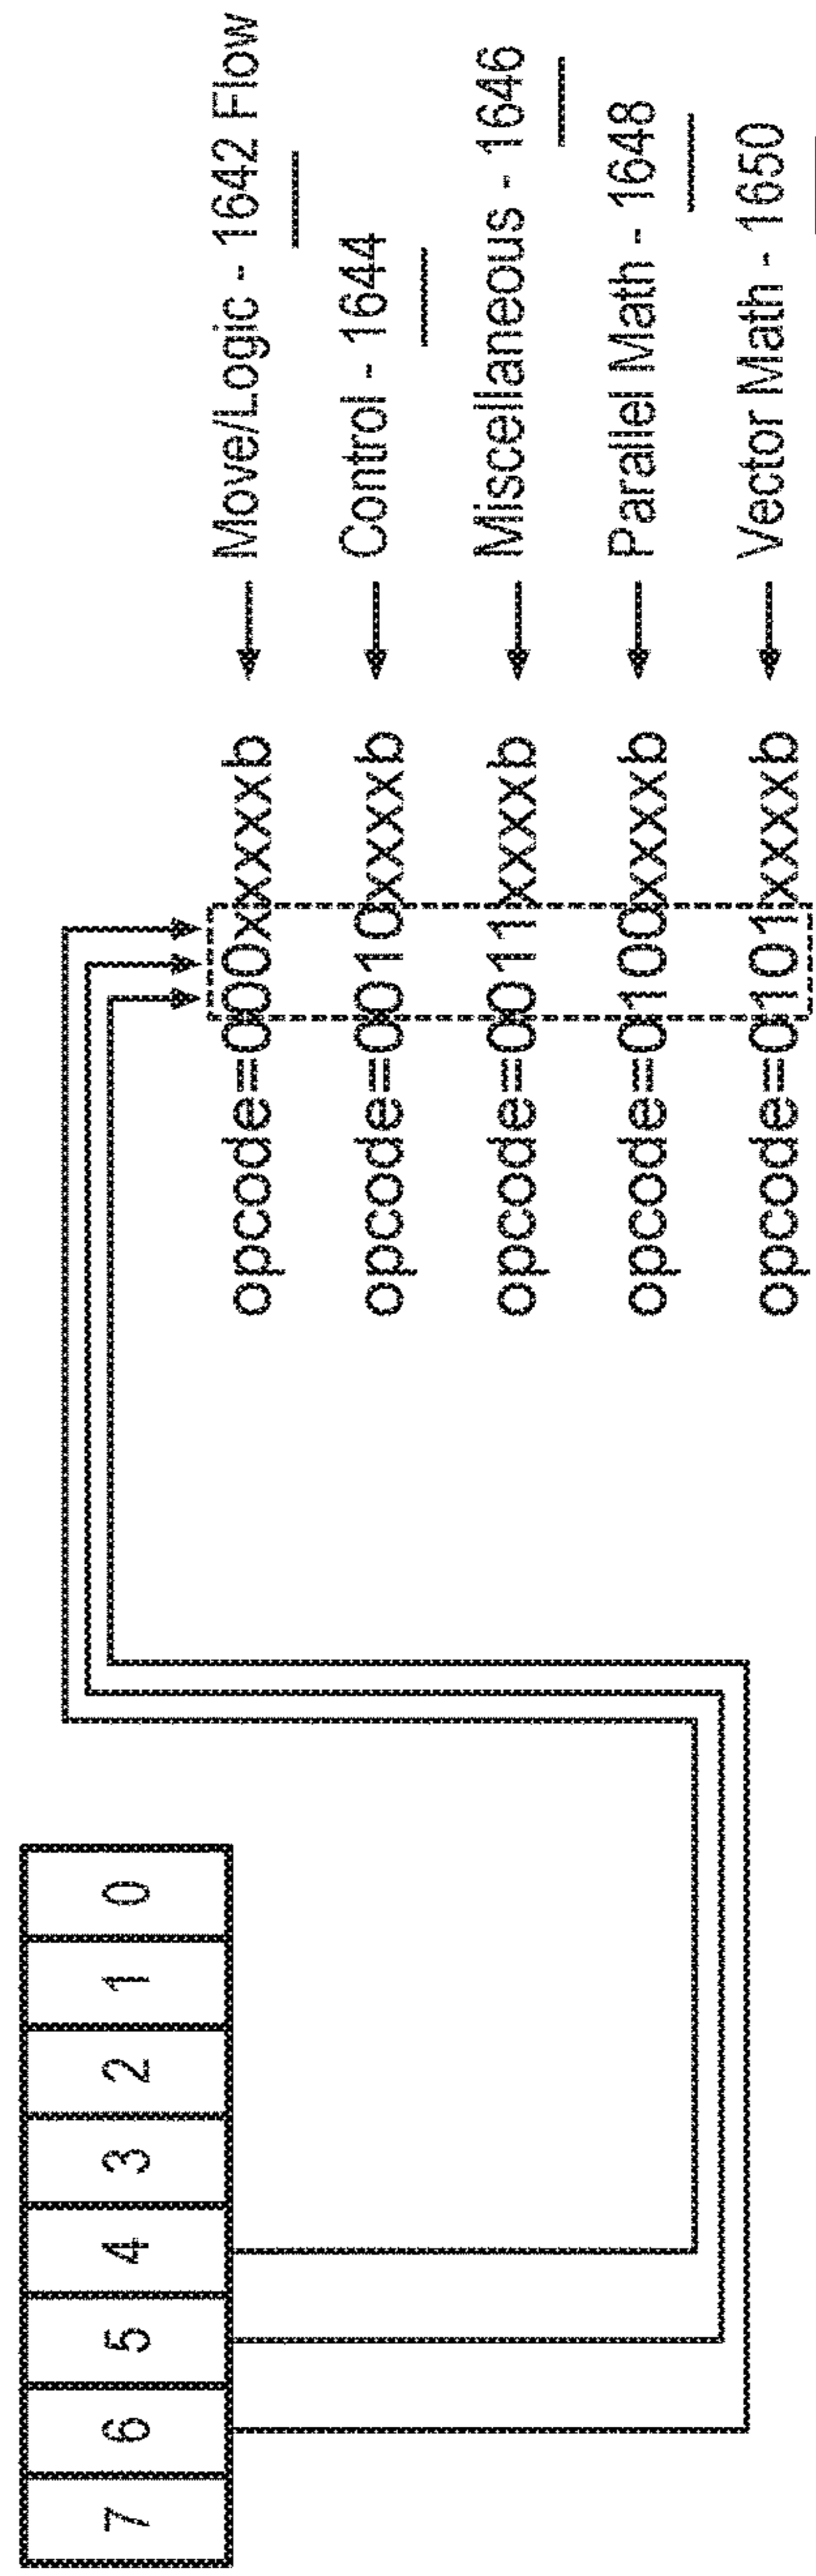 7 6 5 4 3 2 1 0
opcode=000xxxxxb Move/Logic - 1642 Flow
opcode=0010xxxxb Control - 1644
opcode=0011xxxxb Miscellaneous - 1646
opcode=0100xxxxb Parallel Math - 1648
opcode=0101xxxxb Vector Math - 1650